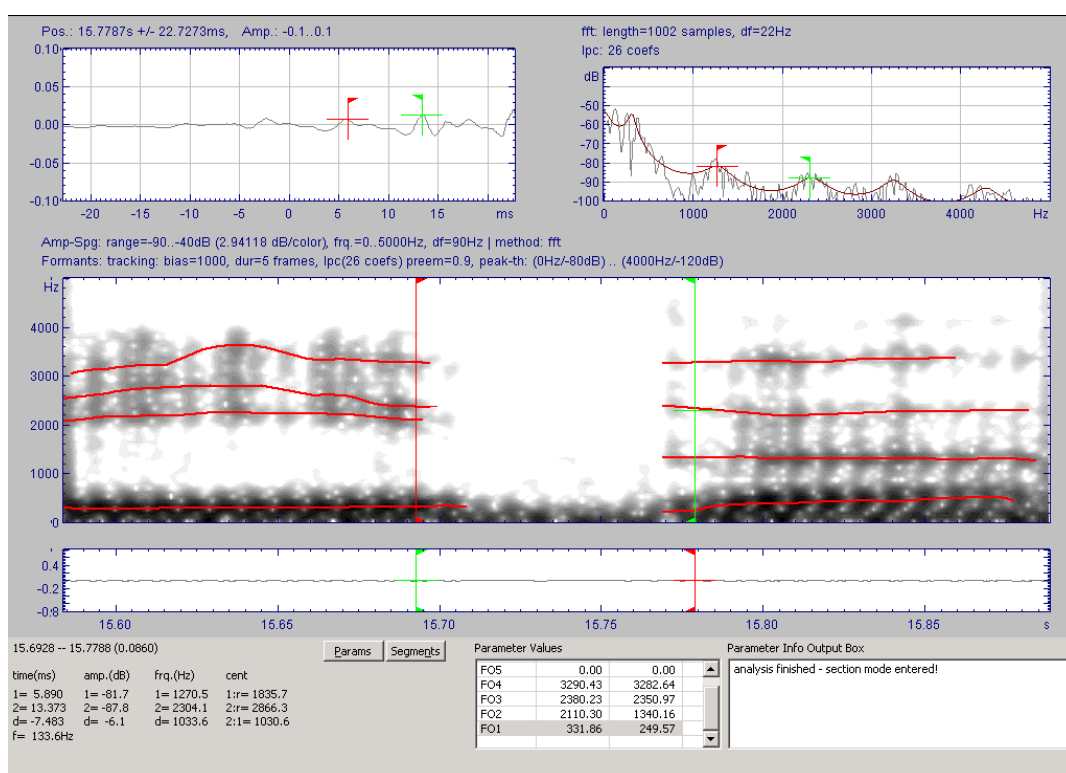 Pos.: 15.7787s +/- 22.7273ms, Amp.: -0.1..0.1
0.10
0.05
0.00
-0.05
-0.10
-20 -15 -10 -5 0 5 10 15 ms
fft: length=1002 samples, df=22Hz
lpc: 26 coefs
dB
-50
-60
-70
-80
-90
-100
0 1000 2000 3000 4000 Hz
Amp-Spg: range=-90..-40dB (2.94118 dB/color), frq.=0..5000Hz, df=90Hz | method: fft
Formants: tracking: bias=1000, dur=5 frames, lpc(26 coefs) preem=0.9, peak-th: (0Hz/-80dB) .. (4000Hz/-120dB)
Hz
4000
3000
2000
1000
0
0.4
-0.2
-0.8
15.60 15.65 15.70 15.75 15.80 15.85 s
15.6928 -- 15.7788 (0.0860)
Params Segments
time(ms) amp.(dB) frq.(Hz) cent
1= 5.890 1= -81.7 1= 1270.5 1:r= 1835.7
2= 13.373 2= -87.8 2= 2304.1 2:r= 2866.3
d= -7.483 d= -6.1 d= 1033.6 2:1= 1030.6
f= 133.6Hz
Parameter Values
FO5 0.00 0.00
FO4 3290.43 3282.64
FO3 2380.23 2350.97
FO2 2110.30 1340.16
FO1 331.86 249.57
Parameter Info Output Box
analysis finished - section mode entered!